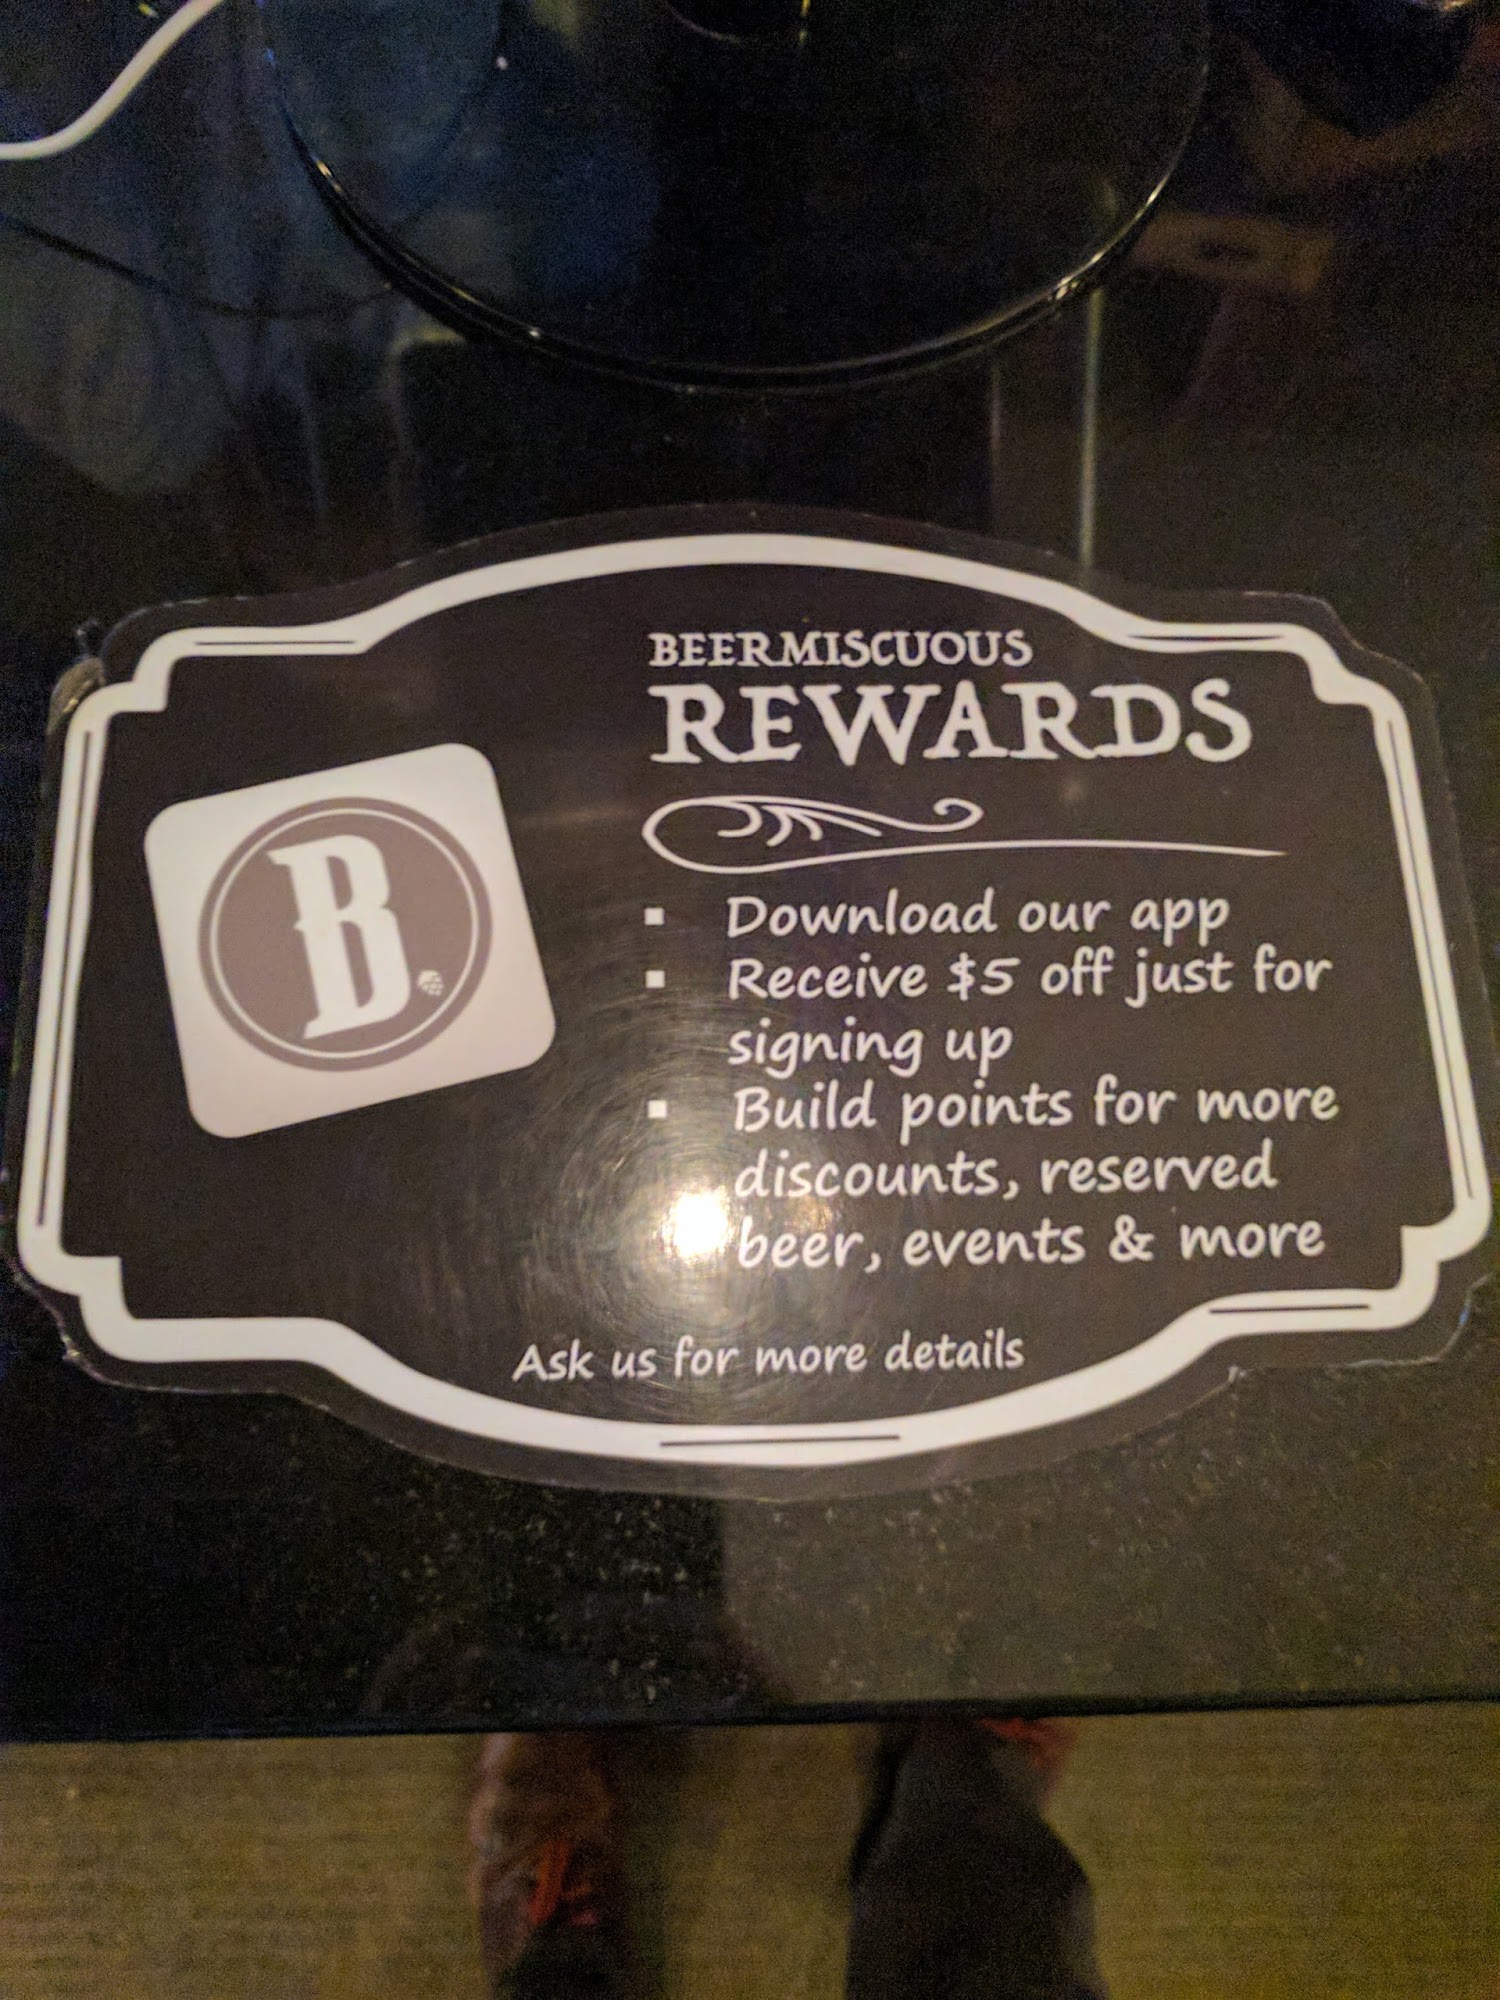 BEERMISCUOUS
REWARDS
B
▪ Download our app
▪ Receive $5 off just for
signing up
▪ Build points for more
discounts, reserved
beer, events & more
Ask us for more details